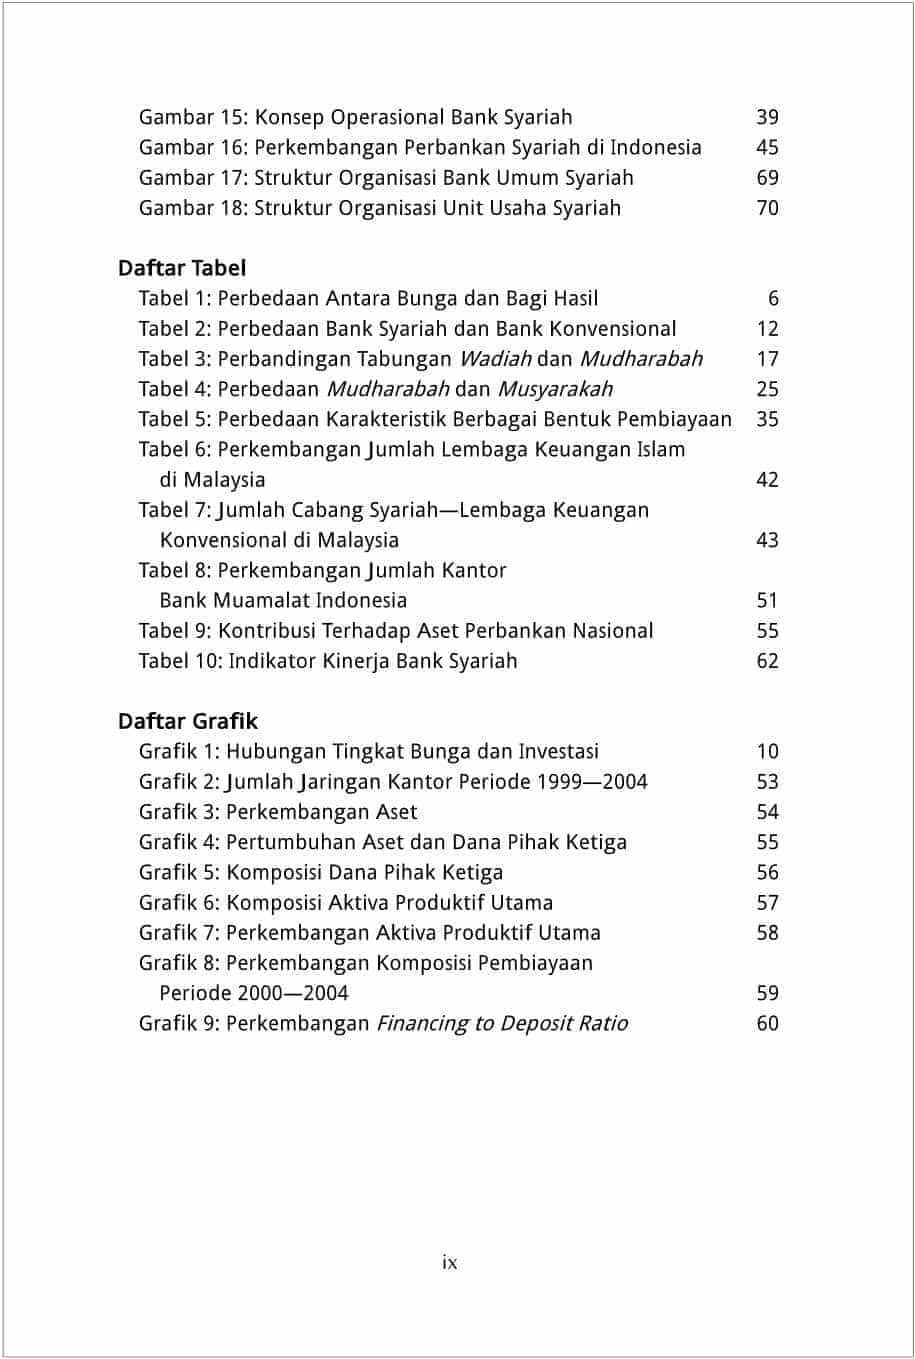 Gambar 15: Konsep Operasional Bank Syariah 39
Gambar 16: Perkembangan Perbankan Syariah di Indonesia 45
Gambar 17: Struktur Organisasi Bank Umum Syariah 69
Gambar 18: Struktur Organisasi Unit Usaha Syariah 70
Daftar Tabel
Tabel 1: Perbedaan Antara Bunga dan Bagi Hasil 6
Tabel 2: Perbedaan Bank Syariah dan Bank Konvensional 12
Tabel 3: Perbandingan Tabungan Wadiah dan Mudharabah 17
Tabel 4: Perbedaan Mudharabah dan Musyarakah 25
Tabel 5: Perbedaan Karakteristik Berbagai Bentuk Pembiayaan 35
Tabel 6: Perkembangan Jumlah Lembaga Keuangan Islam
di Malaysia 42
Tabel 7: Jumlah Cabang Syariah—Lembaga Keuangan
Konvensional di Malaysia 43
Tabel 8: Perkembangan Jumlah Kantor
Bank Muamalat Indonesia 51
Tabel 9: Kontribusi Terhadap Aset Perbankan Nasional 55
Tabel 10: Indikator Kinerja Bank Syariah 62
Daftar Grafik
Grafik 1: Hubungan Tingkat Bunga dan Investasi 10
Grafik 2: Jumlah Jaringan Kantor Periode 1999—2004 53
Grafik 3: Perkembangan Aset 54
Grafik 4: Pertumbuhan Aset dan Dana Pihak Ketiga 55
Grafik 5: Komposisi Dana Pihak Ketiga 56
Grafik 6: Komposisi Aktiva Produktif Utama 57
Grafik 7: Perkembangan Aktiva Produktif Utama 58
Grafik 8: Perkembangan Komposisi Pembiayaan
Periode 2000—2004 59
Grafik 9: Perkembangan Financing to Deposit Ratio 60
ix